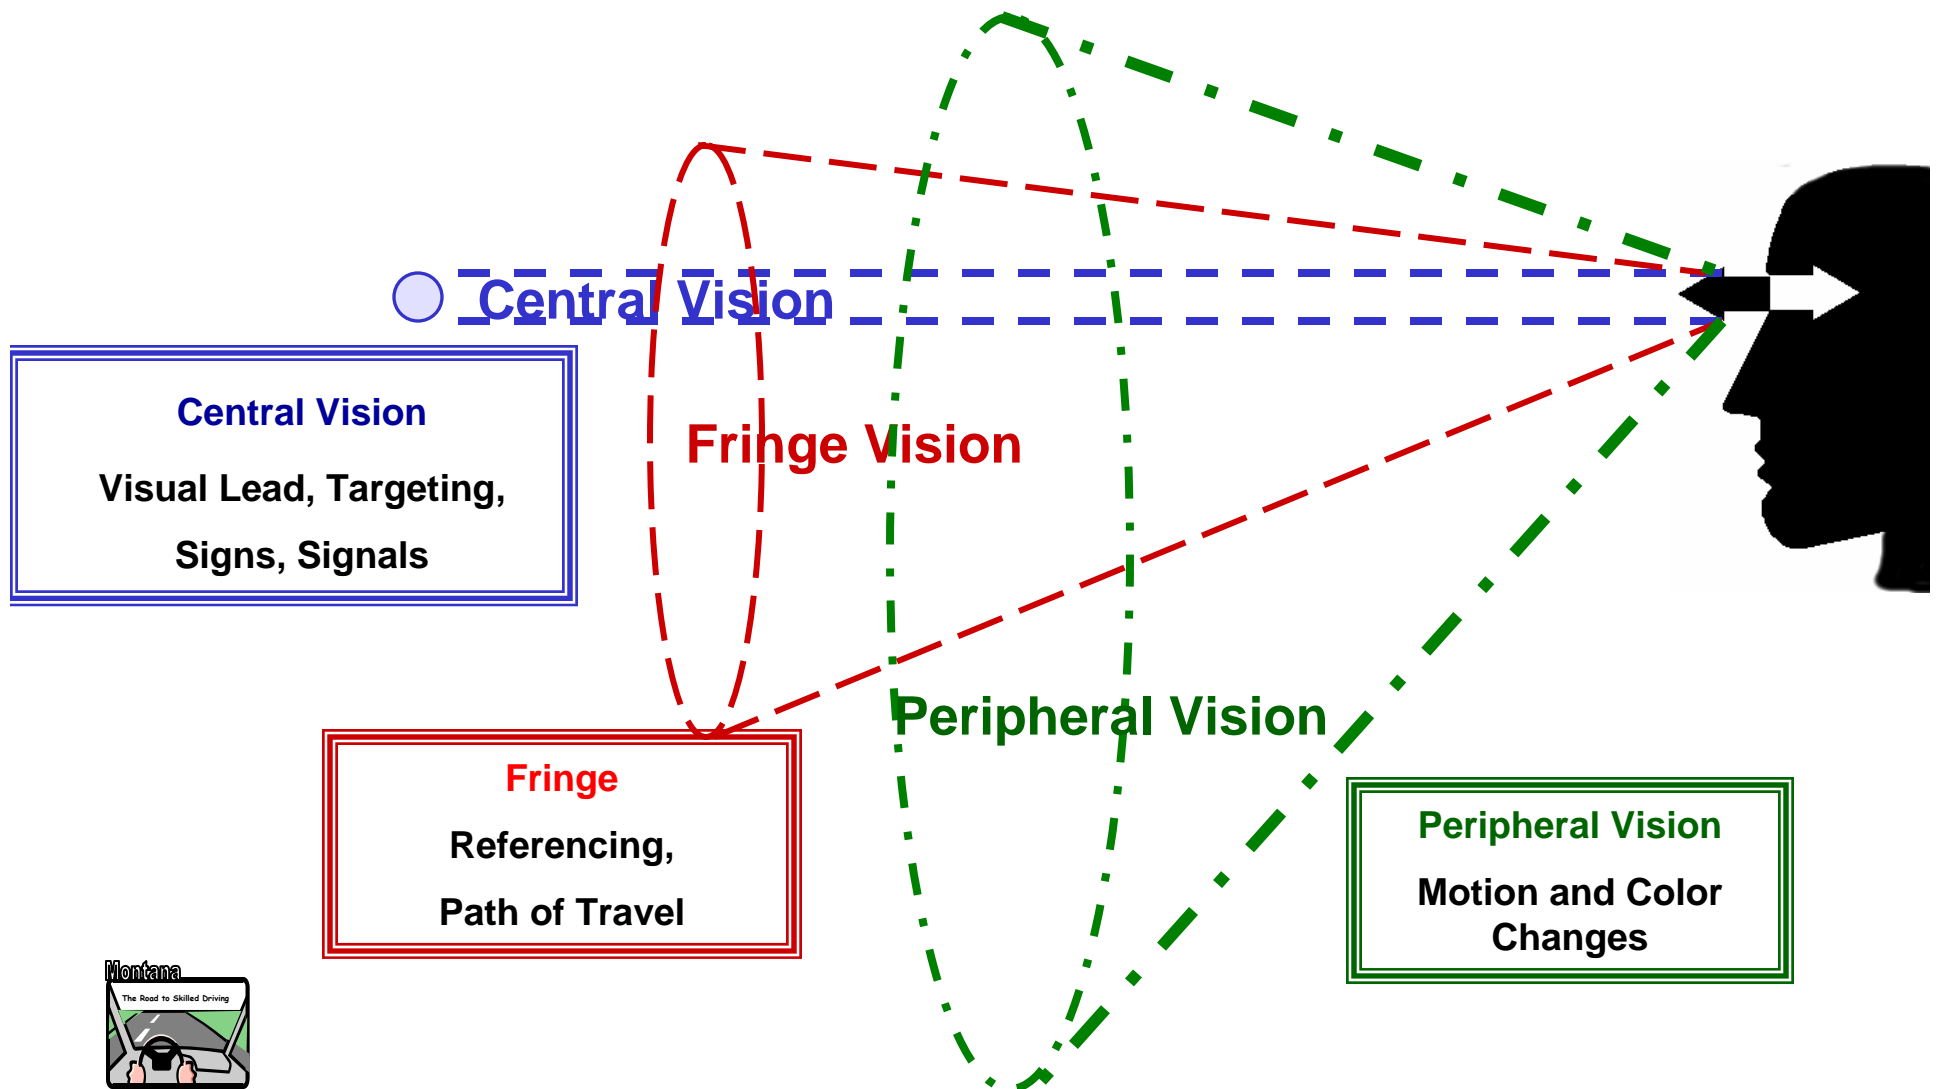 Central Vision
Central Vision
Visual Lead, Targeting,
Signs, Signals
Fringe Vision
Fringe
Referencing,
Path of Travel
Peripheral Vision
Peripheral Vision
Motion and Color
Changes
Montana
The Road to Skilled Driving